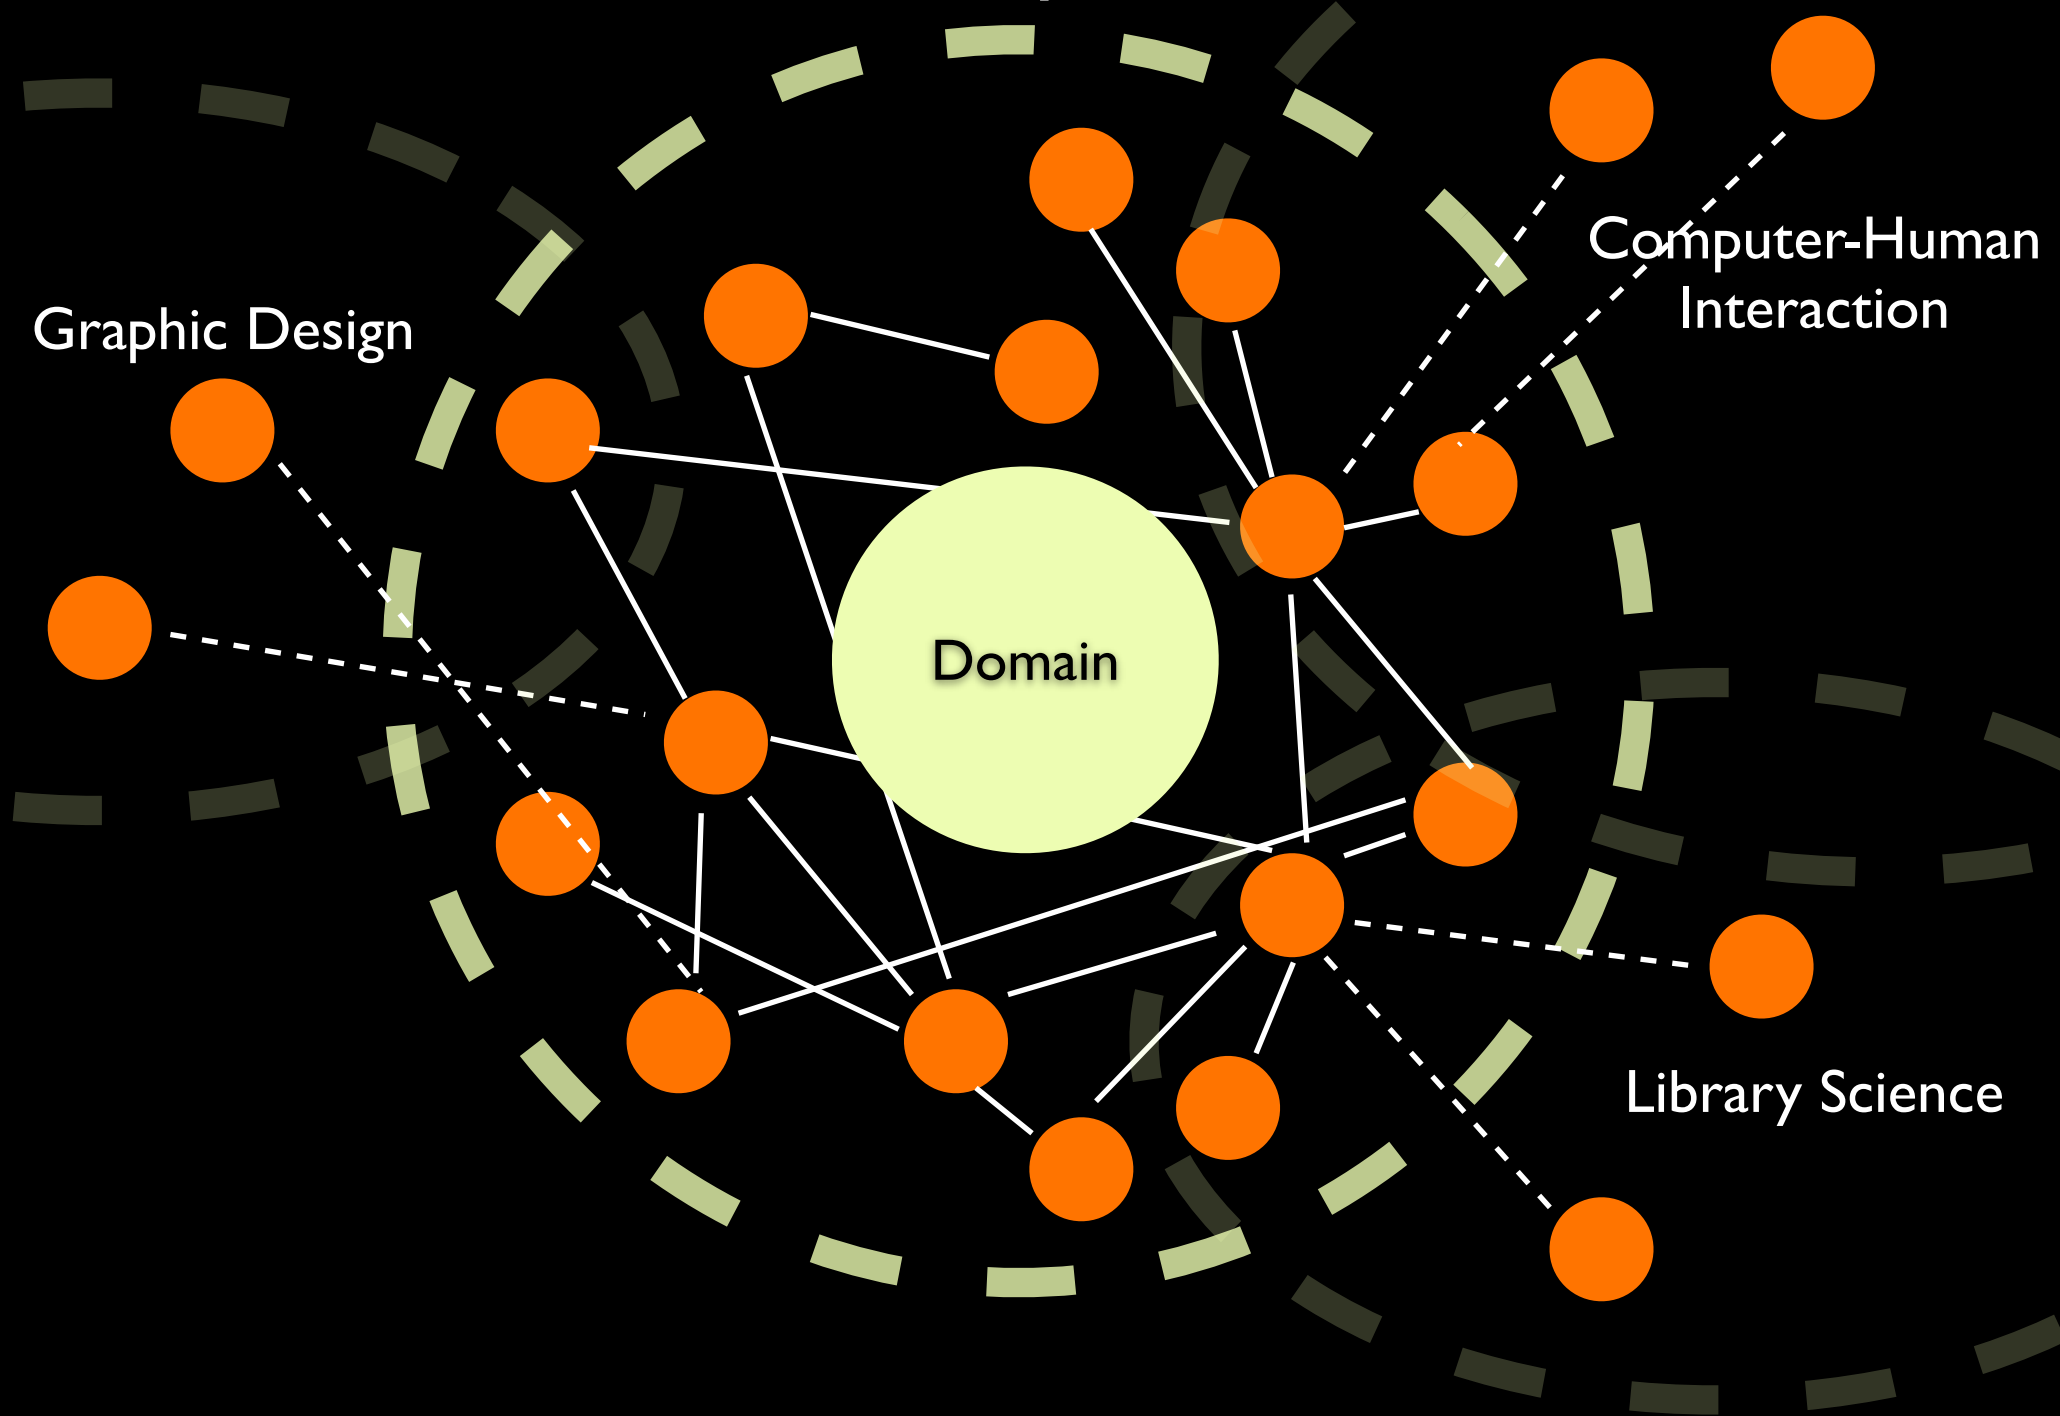 Computer-Human
Interaction
Graphic Design
Domain
Library Science